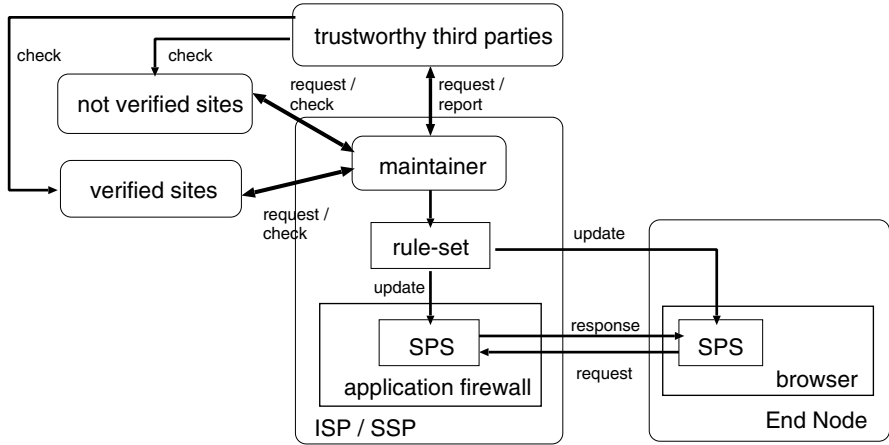 trustworthy third parties
check
check
request /
check
request /
report
not verified sites
maintainer
verified sites
request /
check
rule-set
update
update
SPS
response
SPS
request
application firewall
browser
ISP / SSP
End Node